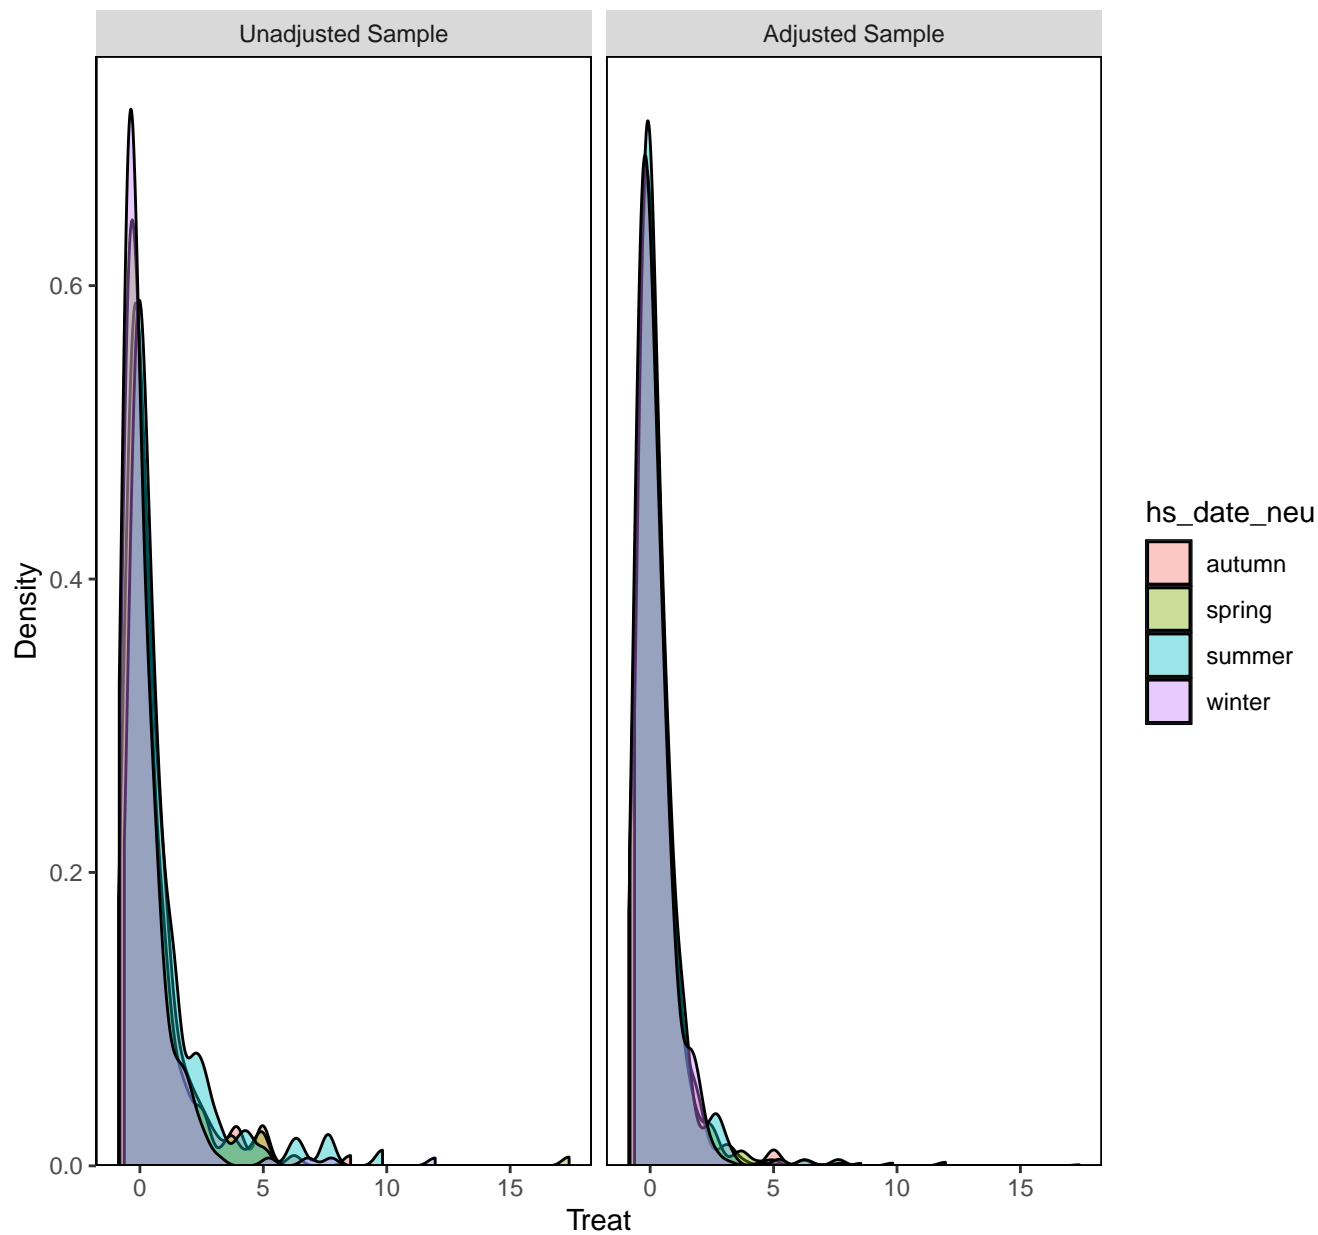 Unadjusted Sample
Adjusted Sample
Density
0.6
0.4
0.2
0.0
0
5
10
15
0
5
10
15
Treat
hs_date_neu
autumn
spring
summer
winter